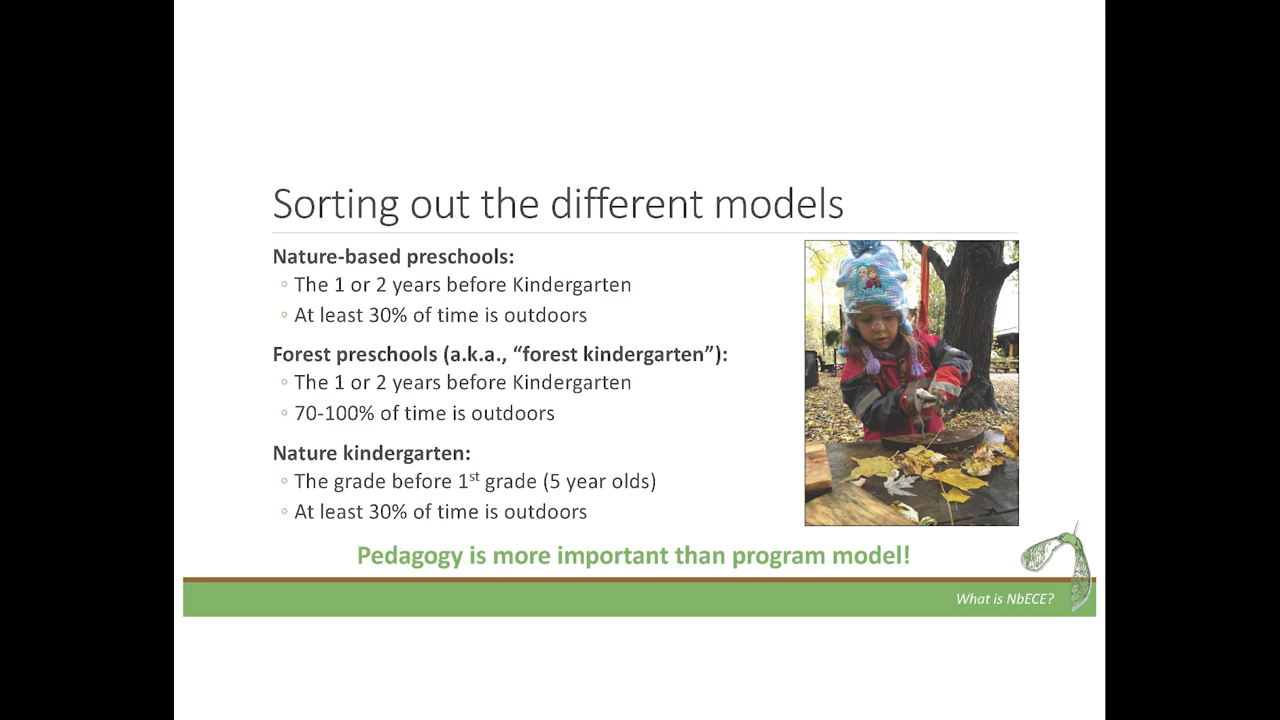 Sorting out the different models
Nature-based preschools:
◦ The 1 or 2 years before Kindergarten
◦ At least 30% of time is outdoors
Forest preschools (a.k.a., “forest kindergarten”):
◦ The 1 or 2 years before Kindergarten
◦ 70-100% of time is outdoors
Nature kindergarten:
◦ The grade before 1st grade (5 year olds)
◦ At least 30% of time is outdoors
Pedagogy is more important than program model!
What is NbECE?